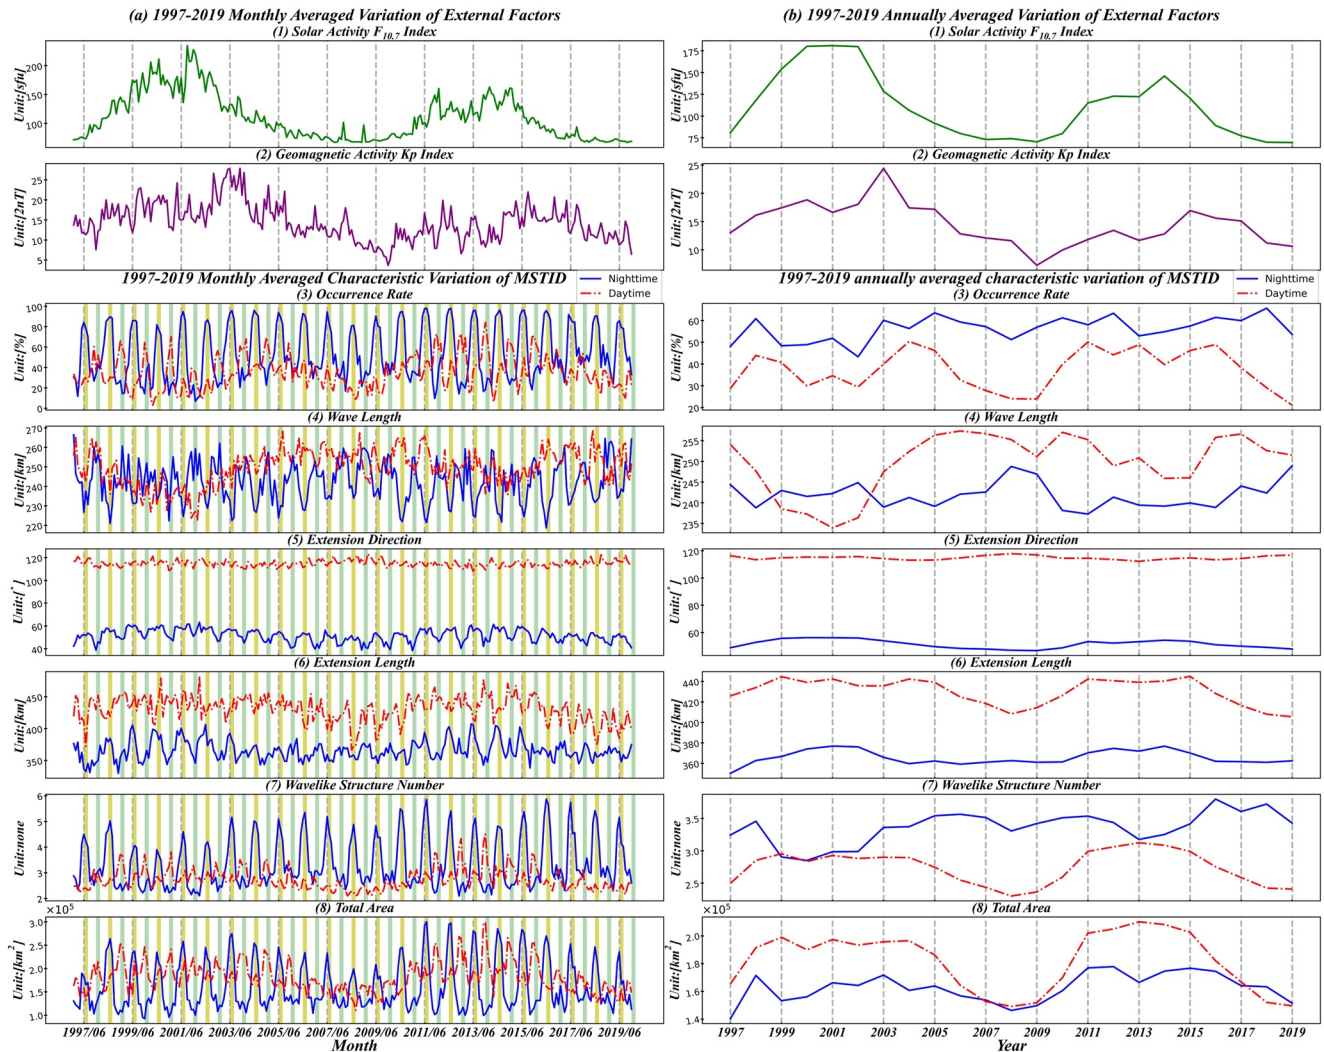 (a) 1997-2019 Monthly Averaged Variation of External Factors
(1) Solar Activity F10.7 Index
Unit:[sfu]
200
150
100
(2) Geomagnetic Activity Kp Index
Unit:[2nT]
25
20
15
10
5
1997-2019 Monthly Averaged Characteristic Variation of MSTID
Nighttime
Daytime
(3) Occurrence Rate
Unit:[%]
100
80
60
40
20
0
(4) Wave Length
Unit:[km]
270
260
250
240
230
220
(5) Extension Direction
Unit:[°]
120
100
80
60
40
(6) Extension Length
Unit:[km]
450
400
350
(7) Wavelike Structure Number
Unit:none
6
5
4
3
2
×10⁵
(8) Total Area
Unit:[km²]
3.0
2.5
2.0
1.5
1.0
1997/06 1999/06 2001/06 2003/06 2005/06 2007/06 2009/06 2011/06 2013/06 2015/06 2017/06 2019/06
Month
(b) 1997-2019 Annually Averaged Variation of External Factors
(1) Solar Activity F10.7 Index
Unit:[sfu]
175
150
125
100
75
(2) Geomagnetic Activity Kp Index
Unit:[2nT]
25
20
15
10
1997-2019 annually averaged characteristic variation of MSTID
Nighttime
Daytime
(3) Occurrence Rate
Unit:[%]
60
50
40
30
20
(4) Wave Length
Unit:[km]
255
250
245
240
235
(5) Extension Direction
Unit:[°]
120
100
80
60
(6) Extension Length
Unit:[km]
440
420
400
380
360
(7) Wavelike Structure Number
Unit:none
3.5
3.0
2.5
×10⁵
(8) Total Area
Unit:[km²]
2.0
1.8
1.6
1.4
1997 1999 2001 2003 2005 2007 2009 2011 2013 2015 2017 2019
Year